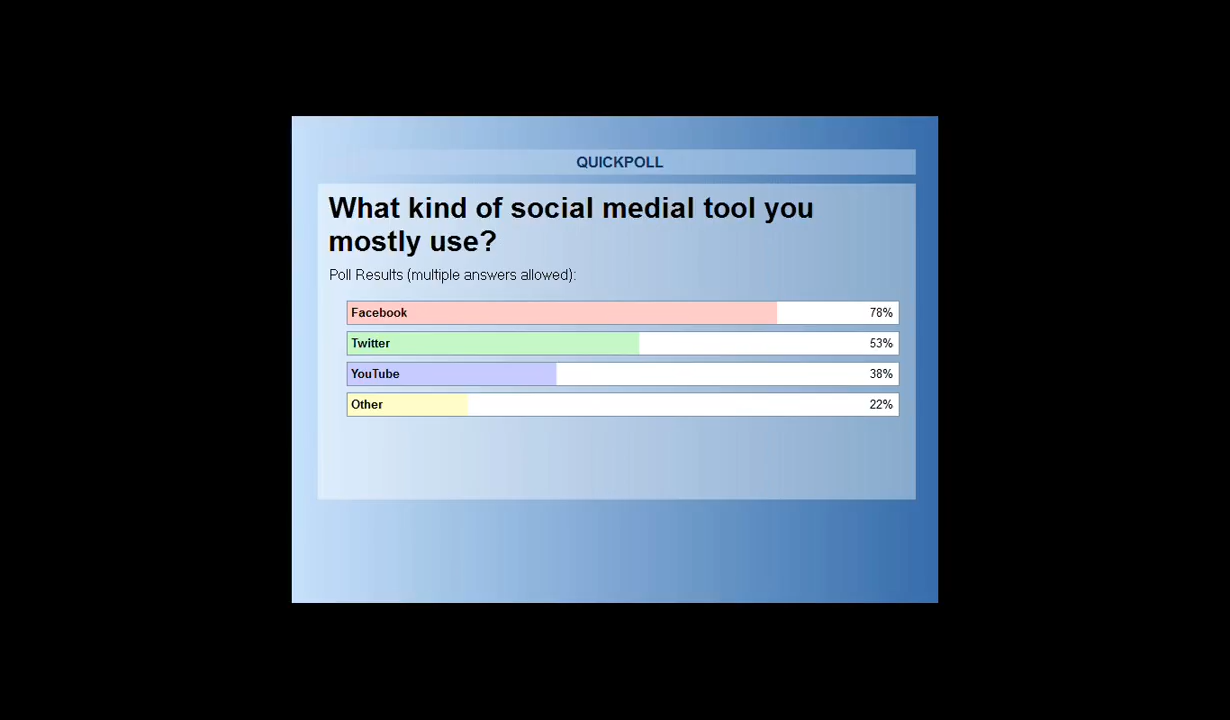 QUICKPOLL
What kind of social medial tool you
mostly use?
Poll Results (multiple answers allowed):
Facebook 78%
Twitter 53%
YouTube 38%
Other 22%